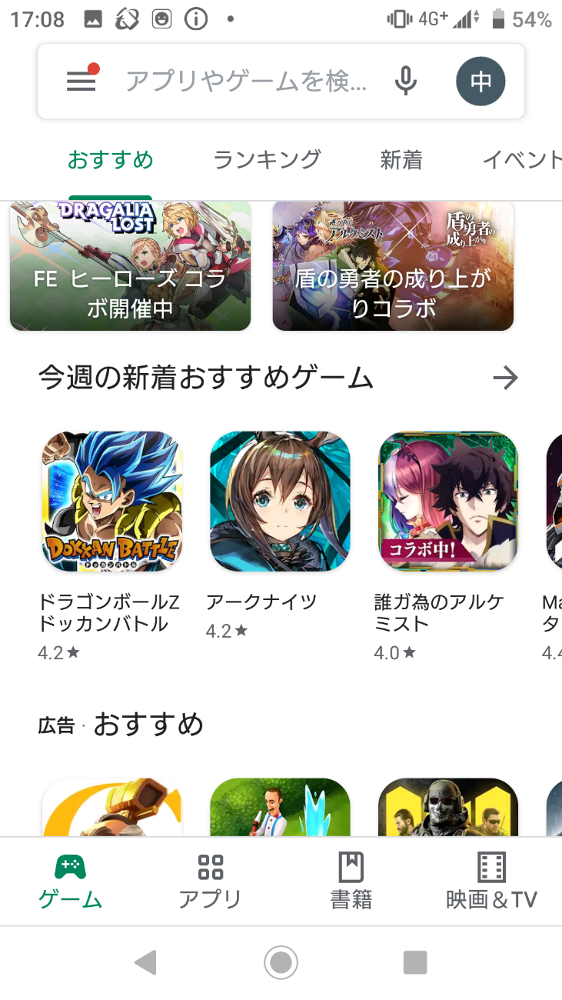 17:08
4G+
54%
アプリやゲームを検...
中
おすすめ
ランキング
新着
イベント
DRAGALIA
LOST
FE ヒーローズ コラ
ボ開催中
誰ガ為の
アルケミスト
盾の
勇者の
成り上がり
盾の勇者の成り上が
りコラボ
今週の新着おすすめゲーム
DOKKAN BATTLE
ドッカンバトル
コラボ中!
ドラゴンボールZ
ドッカンバトル
4.2★
アークナイツ
4.2★
誰ガ為のアルケ
ミスト
4.0★
Ma
タ
4.4
広告・おすすめ
ゲーム
アプリ
書籍
映画＆TV